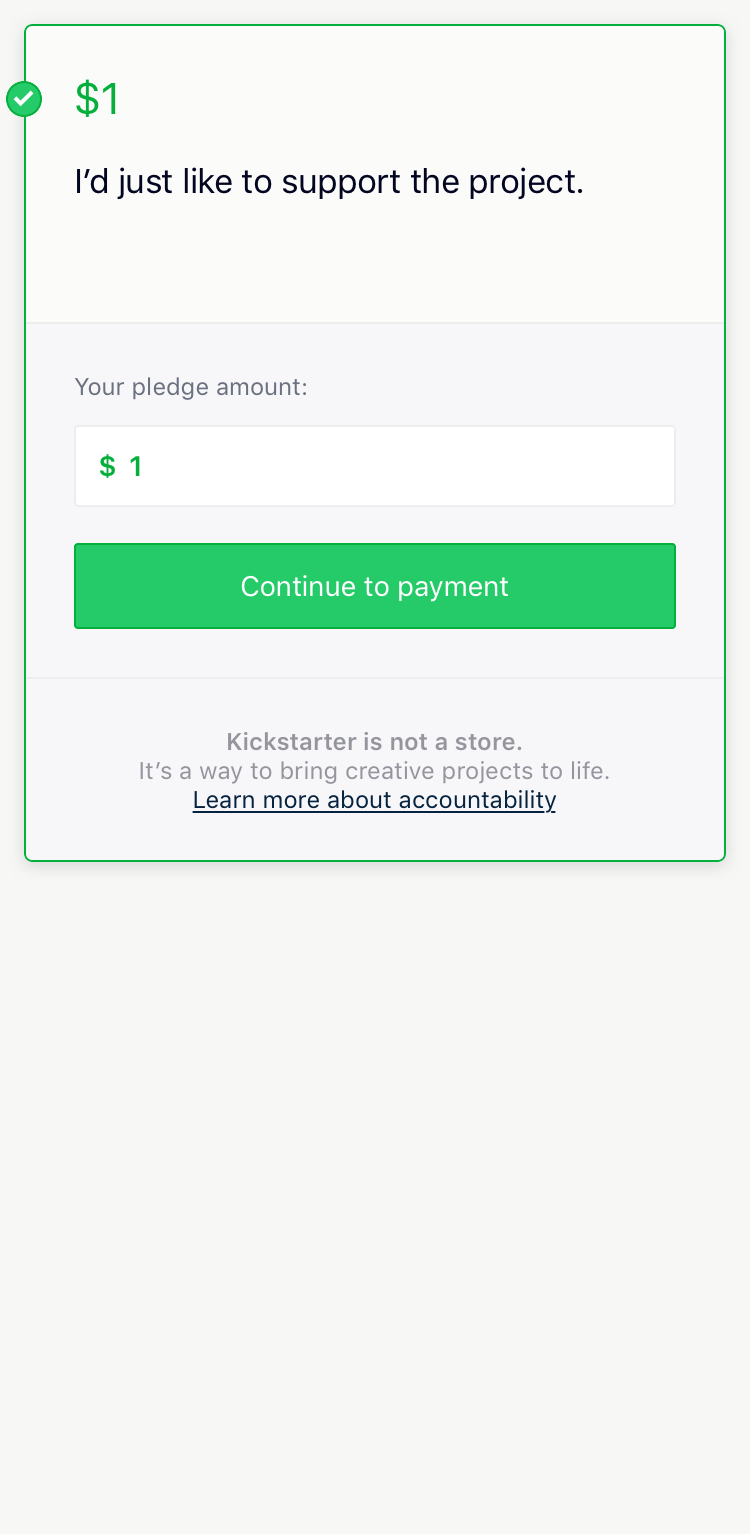 $1
I’d just like to support the project.
Your pledge amount:
$ 1
Continue to payment
Kickstarter is not a store.
It’s a way to bring creative projects to life.
Learn more about accountability